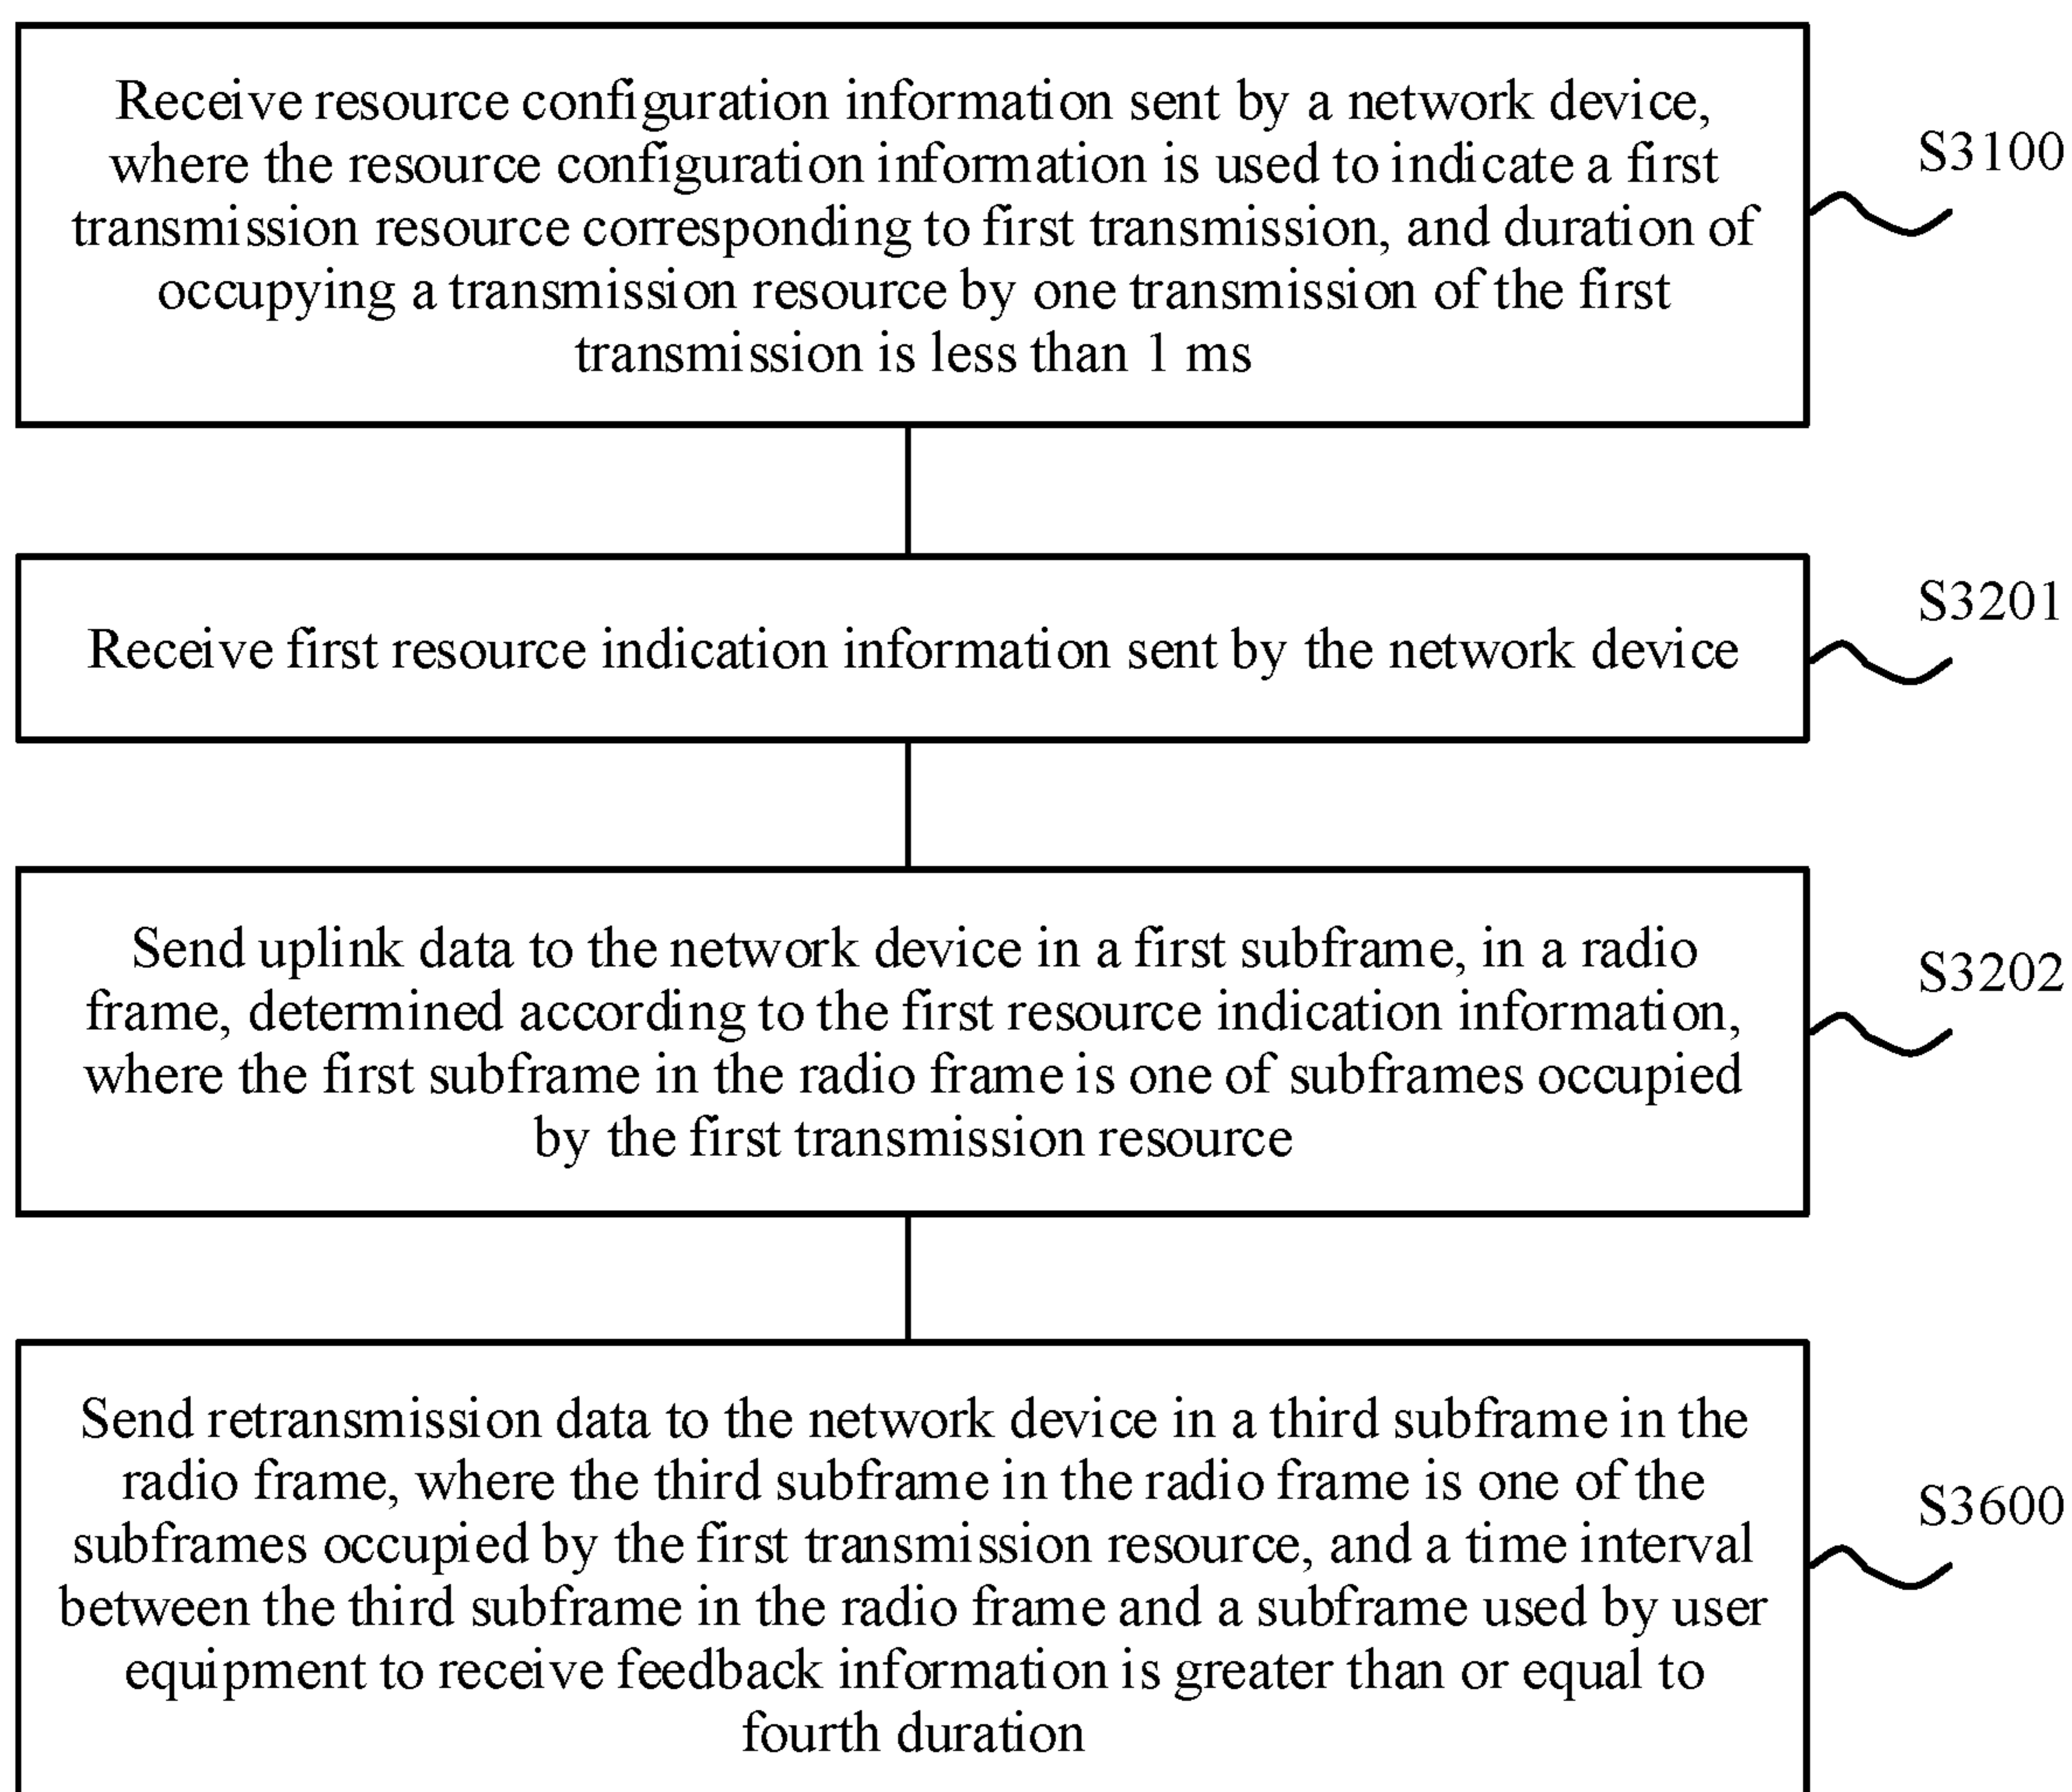 Receive resource configuration information sent by a network device,
where the resource configuration information is used to indicate a first
transmission resource corresponding to first transmission, and duration of
occupying a transmission resource by one transmission of the first
transmission is less than 1 ms
S3100
Receive first resource indication information sent by the network device
S3201
Send uplink data to the network device in a first subframe, in a radio
frame, determined according to the first resource indication information,
where the first subframe in the radio frame is one of subframes occupied
by the first transmission resource
S3202
Send retransmission data to the network device in a third subframe in the
radio frame, where the third subframe in the radio frame is one of the
subframes occupied by the first transmission resource, and a time interval
between the third subframe in the radio frame and a subframe used by user
equipment to receive feedback information is greater than or equal to
fourth duration
S3600